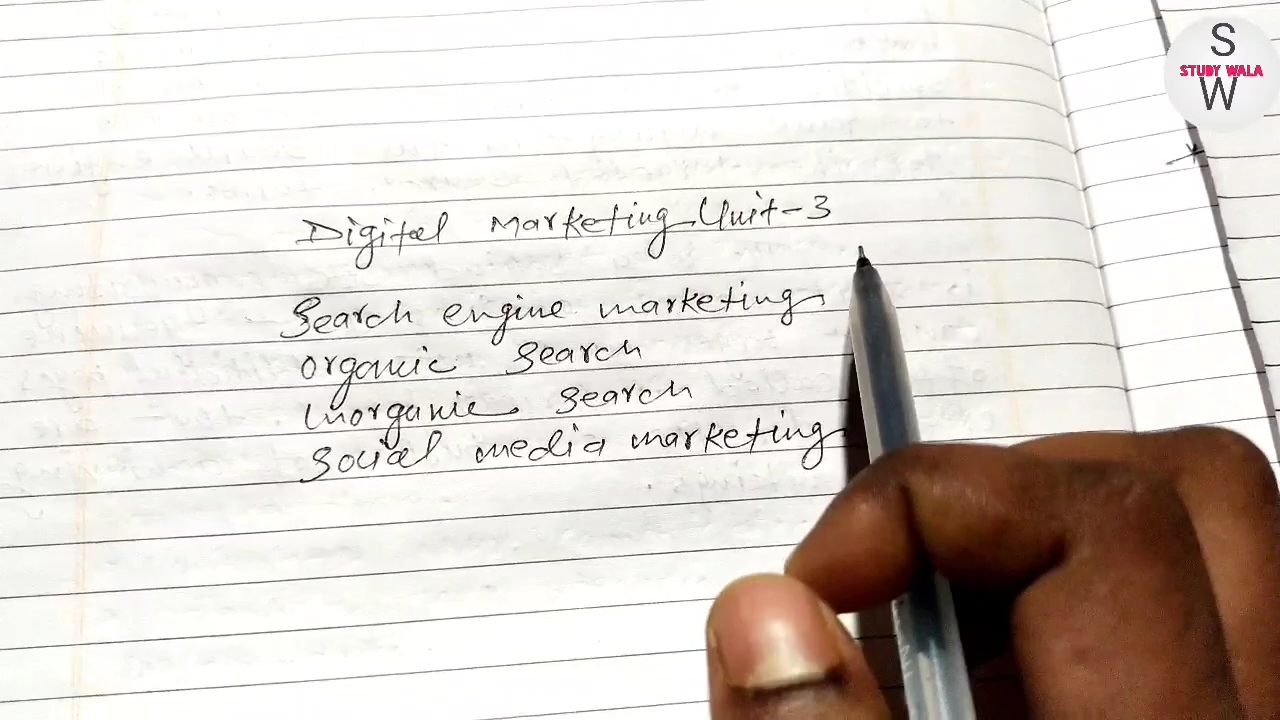 S
STUDY WALA
W
Digital Marketing Unit-3
Search engine marketing
organic search
Inorganic search
Social media marketing